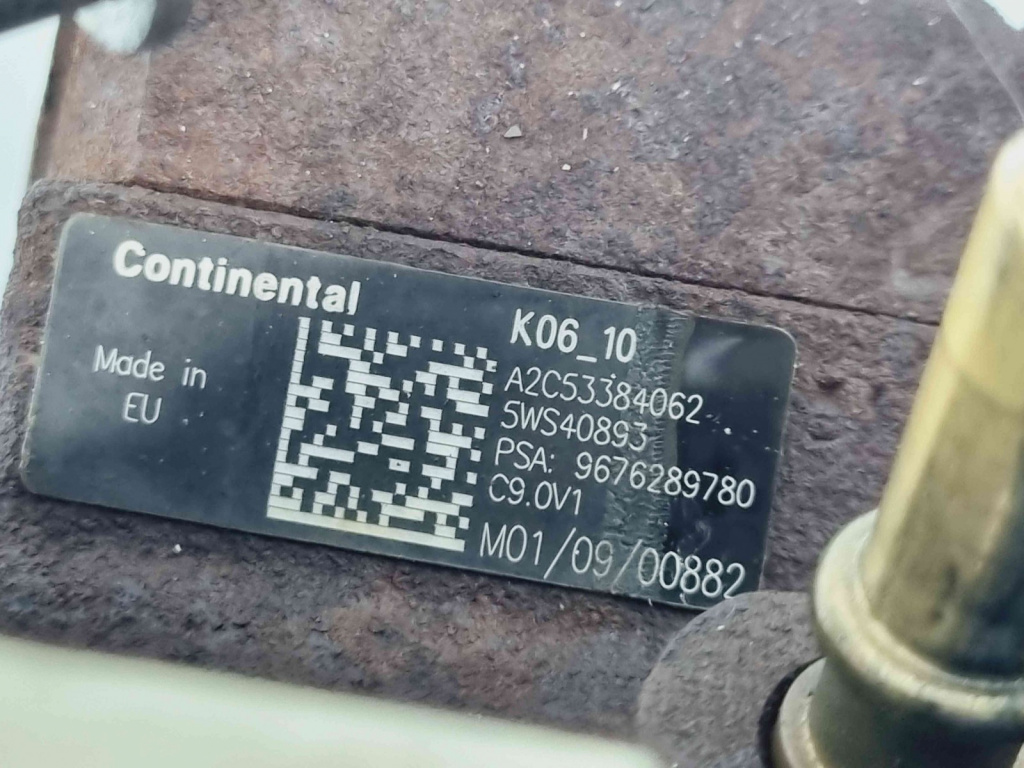 Continental
Made in
EU
K06_10
A2C53384062
5WS40893
PSA: 9676289780
C9.0V1
M01/09/00882